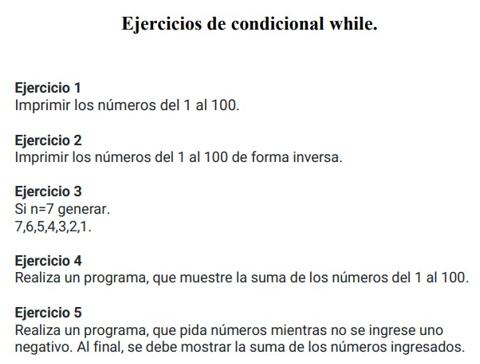 Ejercicios de condicional while.
Ejercicio 1
Imprimir los números del 1 al 100.
Ejercicio 2
Imprimir los números del 1 al 100 de forma inversa.
Ejercicio 3
Si n=7 generar.
7,6,5,4,3,2,1.
Ejercicio 4
Realiza un programa, que muestre la suma de los números del 1 al 100.
Ejercicio 5
Realiza un programa, que pida números mientras no se ingrese uno
negativo. Al final, se debe mostrar la suma de los números ingresados.